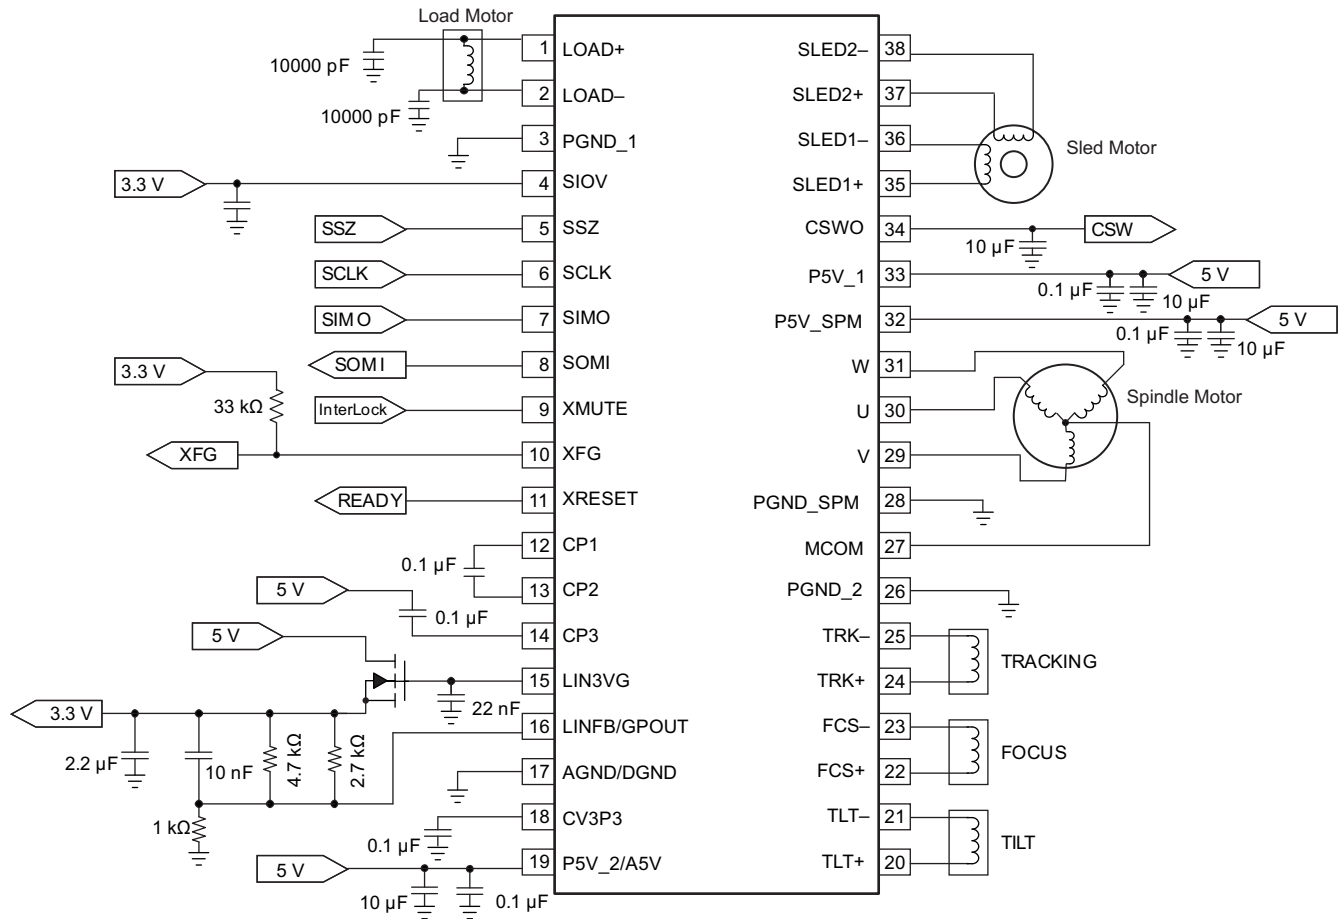 Load Motor
1 LOAD+
10000 pF
2 LOAD–
10000 pF
3 PGND_1
3.3 V
4 SIOV
SSZ
5 SSZ
SCLK
6 SCLK
SIMO
7 SIMO
SOMI
8 SOMI
3.3 V
33 kΩ
InterLock
9 XMUTE
XFG
10 XFG
READY
11 XRESET
12 CP1
0.1 µF
13 CP2
5 V
0.1 µF
14 CP3
5 V
15 LIN3VG
22 nF
3.3 V
16 LINFB/GPOUT
2.2 µF
10 nF
4.7 kΩ
2.7 kΩ
17 AGND/DGND
1 kΩ
18 CV3P3
0.1 µF
5 V
19 P5V_2/A5V
10 µF
0.1 µF
SLED2– 38
SLED2+ 37
SLED1– 36
Sled Motor
SLED1+ 35
CSWO 34
10 µF
CSW
P5V_1 33
5 V
0.1 µF
10 µF
P5V_SPM 32
5 V
0.1 µF
10 µF
W 31
Spindle Motor
U 30
V 29
PGND_SPM 28
MCOM 27
PGND_2 26
TRK– 25
TRACKING
TRK+ 24
FCS– 23
FOCUS
FCS+ 22
TLT– 21
TILT
TLT+ 20